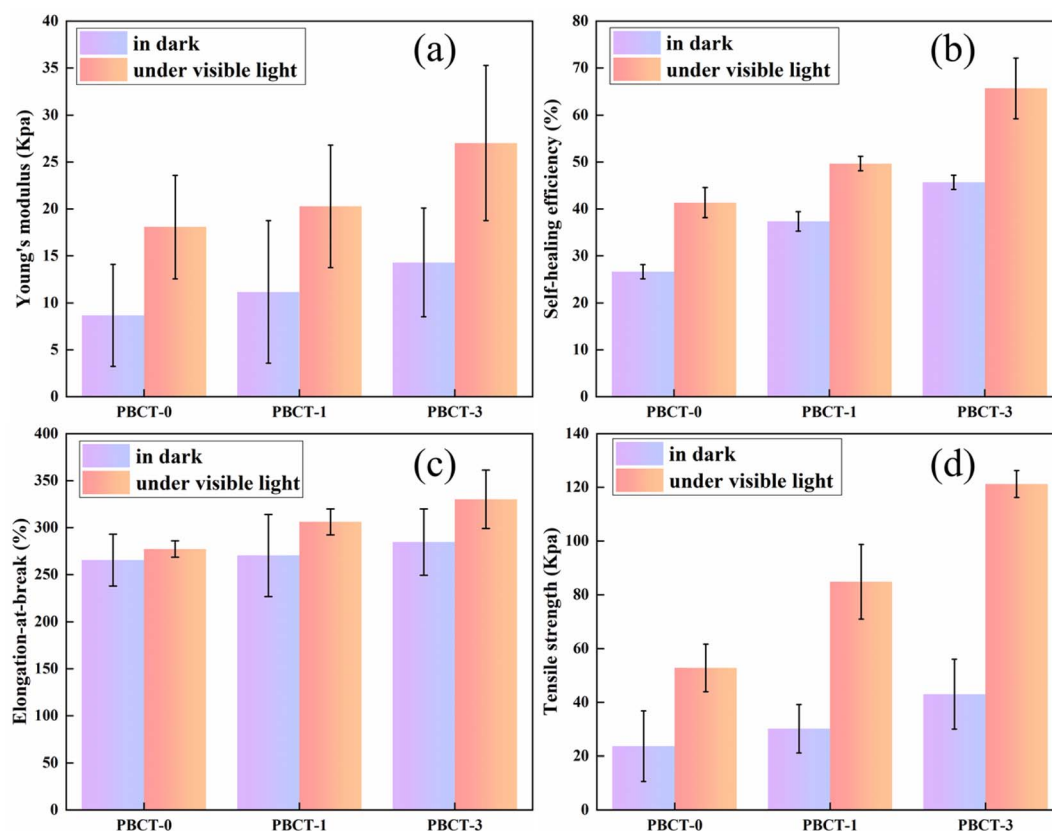 (a)
in dark
under visible light
Young's modulus (Kpa)
40
35
30
25
20
15
10
5
0
PBCT-0 PBCT-1 PBCT-3
(b)
in dark
under visible light
Self-healing efficiency (%)
80
70
60
50
40
30
20
10
0
PBCT-0 PBCT-1 PBCT-3
(c)
in dark
under visible light
Elongation-at-break (%)
400
350
300
250
200
150
100
50
0
PBCT-0 PBCT-1 PBCT-3
(d)
in dark
under visible light
Tensile strength (Kpa)
140
120
100
80
60
40
20
0
PBCT-0 PBCT-1 PBCT-3